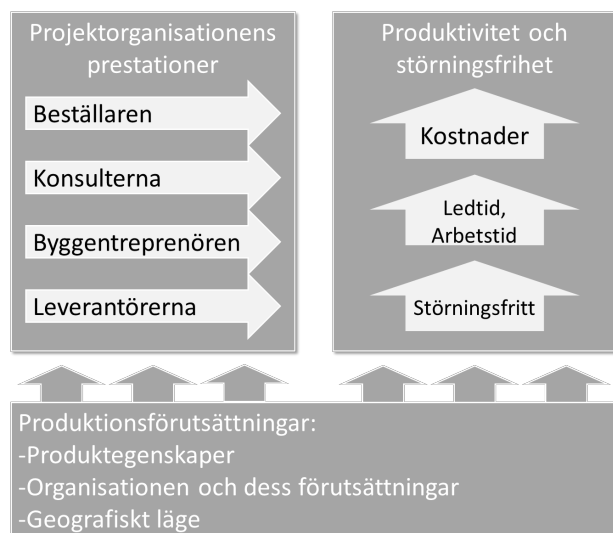 Projektorganisationens
prestationer
Beställaren
Konsulterna
Byggentreprenören
Leverantörerna
Produktivitet och
störningsfrihet
Kostnader
Ledtid,
Arbetstid
Störningsfritt
Produktionsförutsättningar:
-Produktegenskaper
-Organisationen och dess förutsättningar
-Geografiskt läge